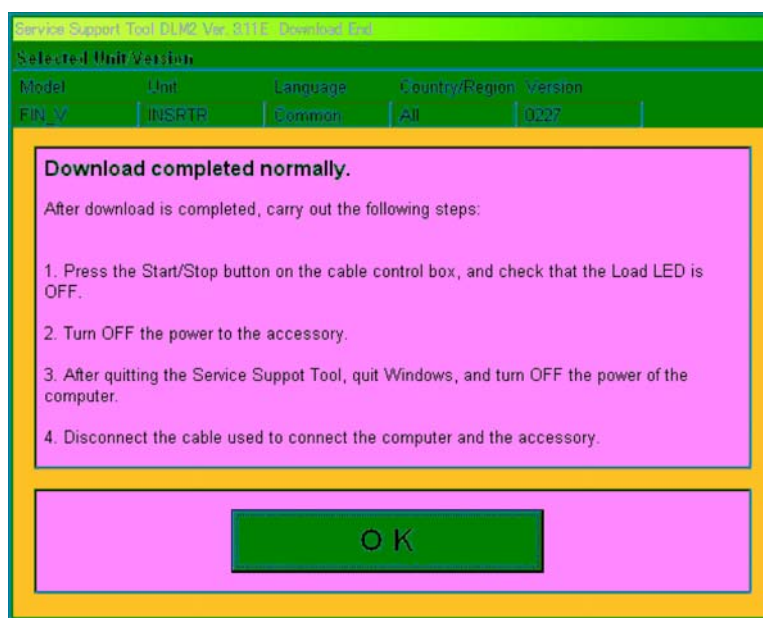 Service Support Tool DLM2 Ver. 3.11E Download End
Selected Unit/Version
Model Unit Language Country/Region Version
FIN_V INSRTR Common All 0227
Download completed normally.
After download is completed, carry out the following steps:
1. Press the Start/Stop button on the cable control box, and check that the Load LED is
OFF.
2. Turn OFF the power to the accessory.
3. After quitting the Service Suppot Tool, quit Windows, and turn OFF the power of the
computer.
4. Disconnect the cable used to connect the computer and the accessory.
O K